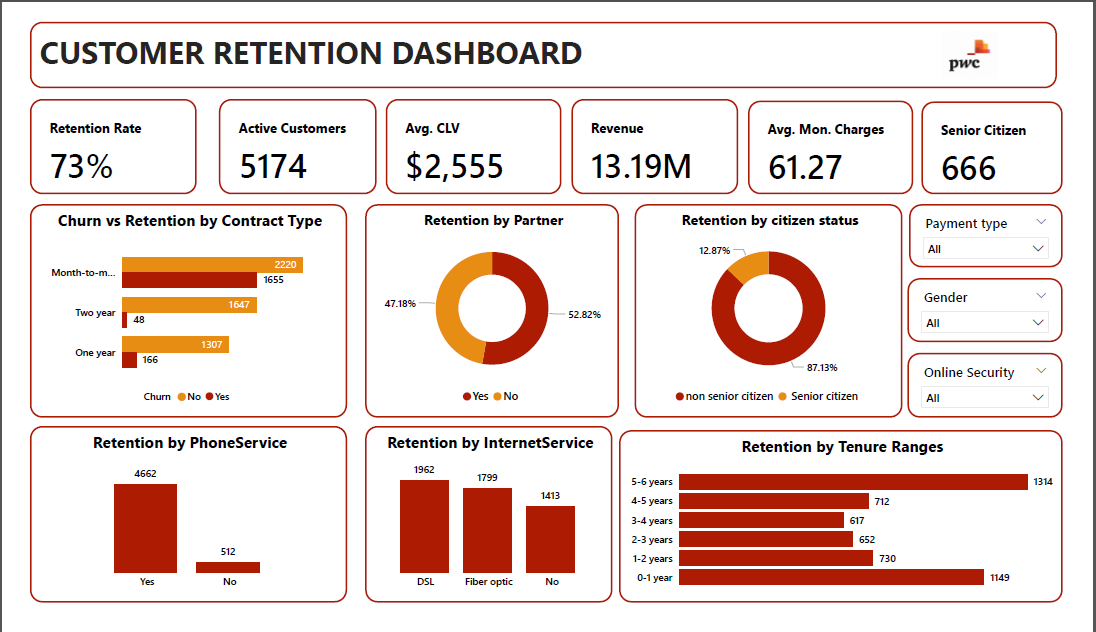 CUSTOMER RETENTION DASHBOARD
pwc
Retention Rate
73%
Active Customers
5174
Avg. CLV
$2,555
Revenue
13.19M
Avg. Mon. Charges
61.27
Senior Citizen
666
Churn vs Retention by Contract Type
Month-to-m...
2220
1655
Two year
1647
48
One year
1307
166
Churn No Yes
Retention by Partner
47.18%
52.82%
Yes No
Retention by citizen status
12.87%
87.13%
non senior citizen Senior citizen
Payment type
All
Gender
All
Online Security
All
Retention by PhoneService
4662
512
Yes No
Retention by InternetService
1962
1799
1413
DSL Fiber optic No
Retention by Tenure Ranges
5-6 years 1314
4-5 years 712
3-4 years 617
2-3 years 652
1-2 years 730
0-1 year 1149